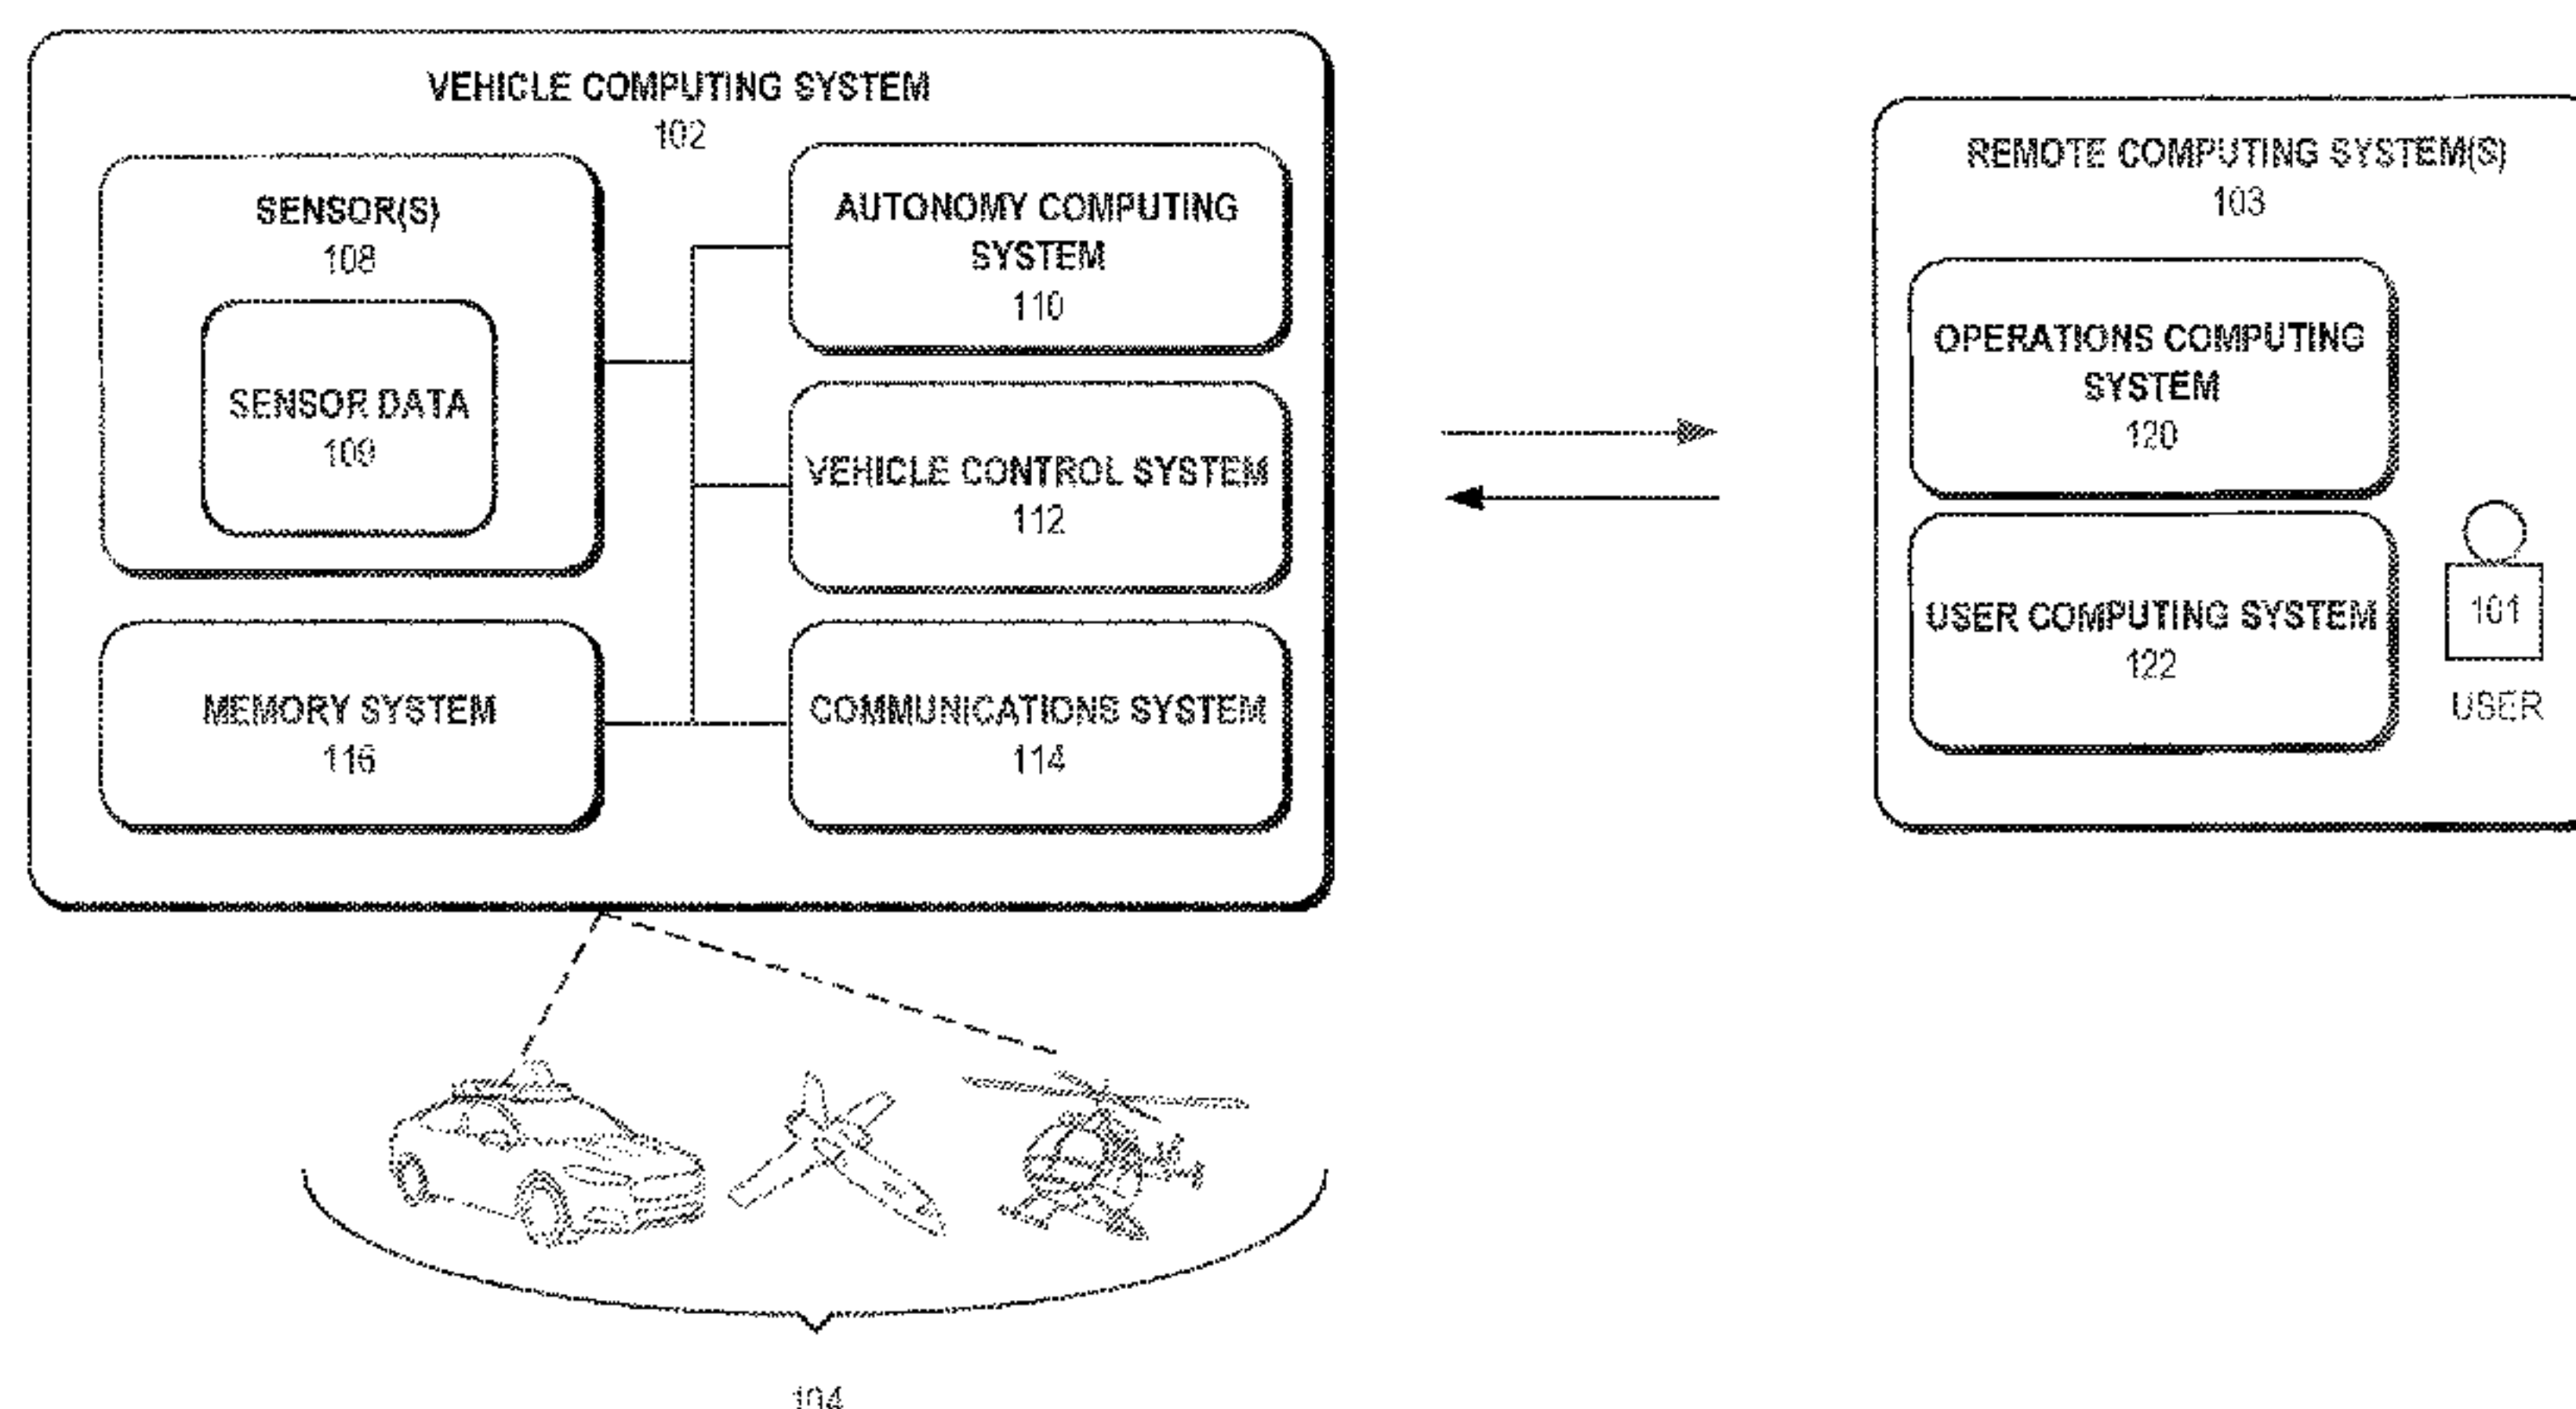 VEHICLE COMPUTING SYSTEM
102
SENSOR(S)
108
SENSOR DATA
109
MEMORY SYSTEM
116
AUTONOMY COMPUTING
SYSTEM
110
VEHICLE CONTROL SYSTEM
112
COMMUNICATIONS SYSTEM
114
REMOTE COMPUTING SYSTEM(S)
103
OPERATIONS COMPUTING
SYSTEM
120
USER COMPUTING SYSTEM
122
101
USER
104